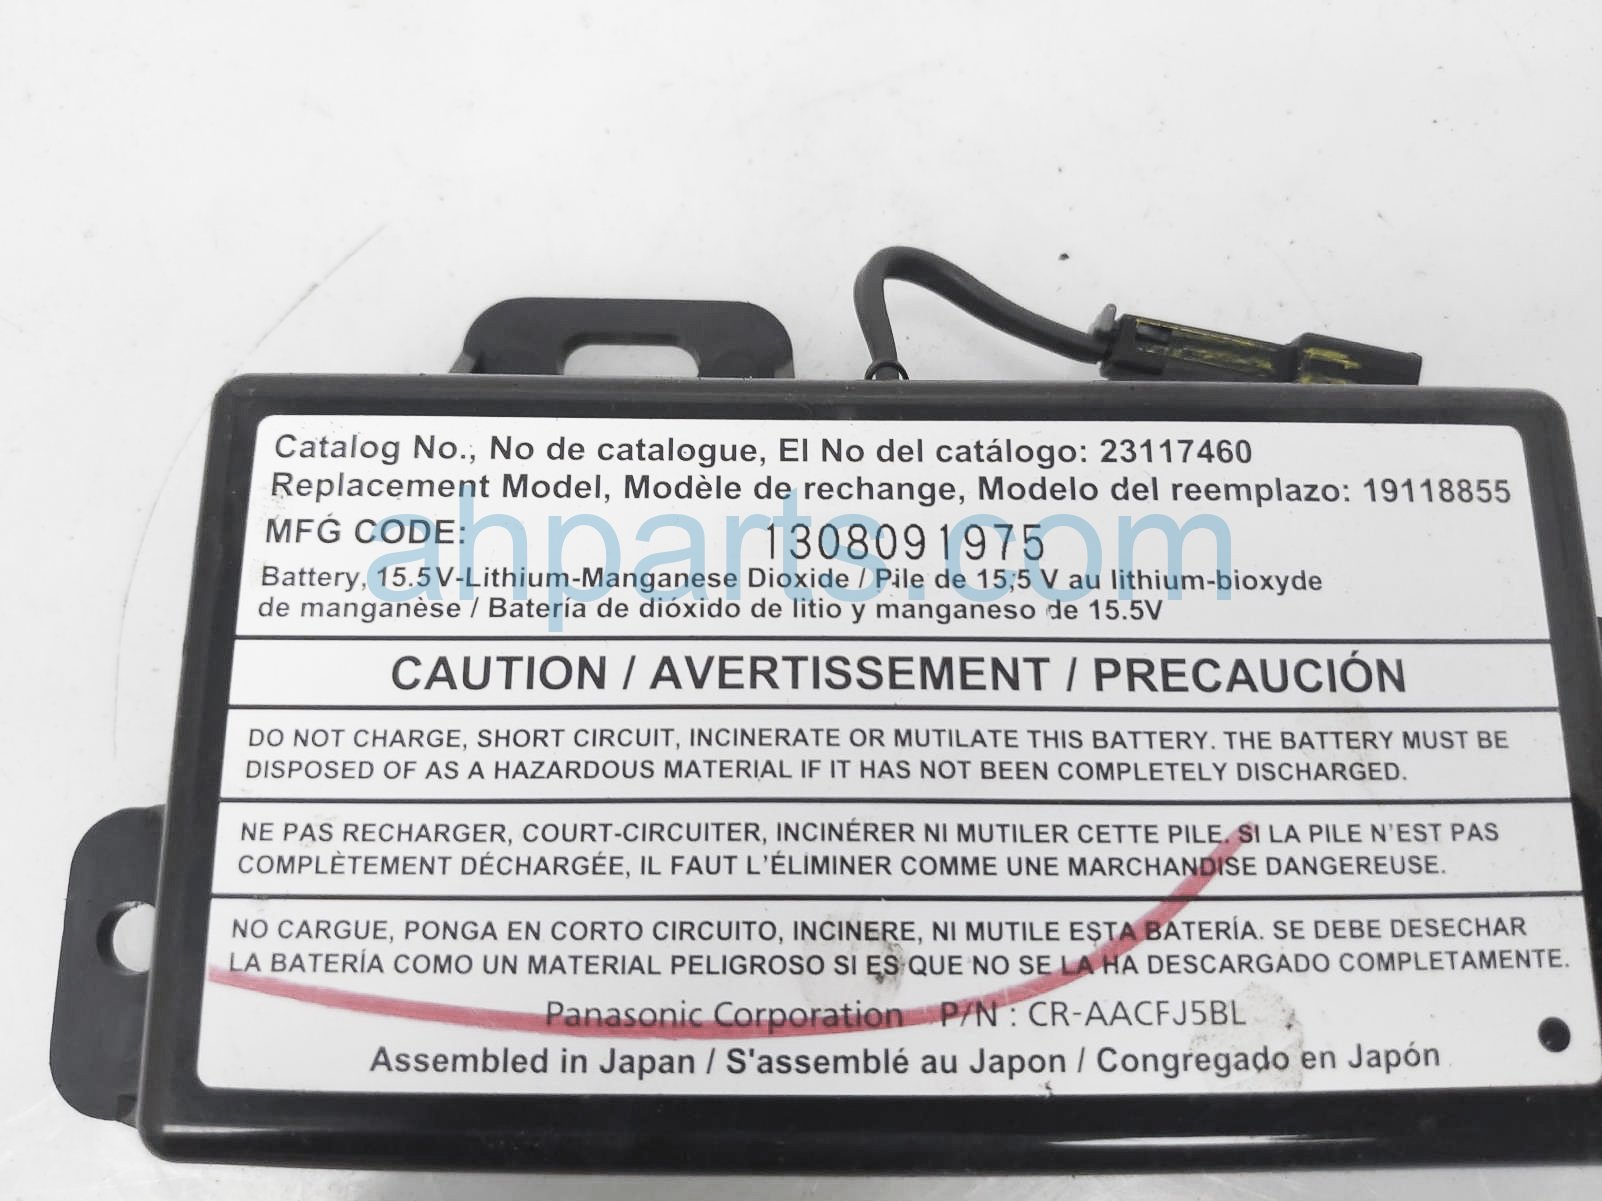 Catalog No., No de catalogue, El No del catálogo: 23117460
Replacement Model, Modèle de rechange, Modelo del reemplazo: 19118855
MFG CODE: 1308091975
ahparts.com
Battery, 15.5V-Lithium-Manganese Dioxide / Pile de 15,5 V au lithium-bioxyde
de manganèse / Batería de dióxido de litio y manganeso de 15.5V
CAUTION / AVERTISSEMENT / PRECAUCIÓN
DO NOT CHARGE, SHORT CIRCUIT, INCINERATE OR MUTILATE THIS BATTERY. THE BATTERY MUST BE
DISPOSED OF AS A HAZARDOUS MATERIAL IF IT HAS NOT BEEN COMPLETELY DISCHARGED.
NE PAS RECHARGER, COURT-CIRCUITER, INCINÉRER NI MUTILER CETTE PILE. SI LA PILE N'EST PAS
COMPLÈTEMENT DÉCHARGÉE, IL FAUT L'ÉLIMINER COMME UNE MARCHANDISE DANGEREUSE.
NO CARGUE, PONGA EN CORTO CIRCUITO, INCINERE, NI MUTILE ESTA BATERÍA. SE DEBE DESECHAR
LA BATERÍA COMO UN MATERIAL PELIGROSO SI ES QUE NO SE LA HA DESCARGADO COMPLETAMENTE.
Panasonic Corporation P/N : CR-AACFJ5BL
Assembled in Japan / S'assemblé au Japon / Congregado en Japón